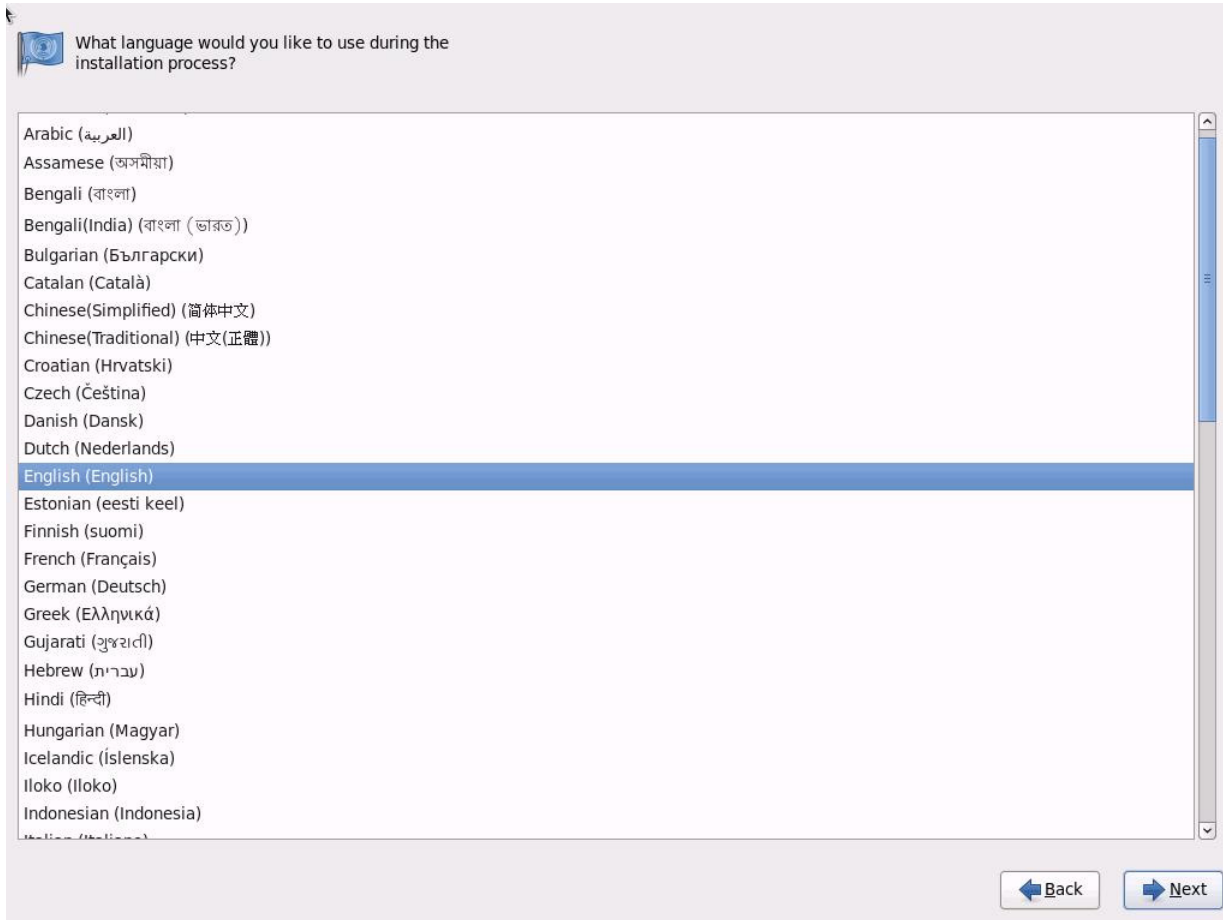 What language would you like to use during the
installation process?
Arabic (العربية)
Assamese (অসমীয়া)
Bengali (বাংলা)
Bengali(India) (বাংলা (ভারত))
Bulgarian (Български)
Catalan (Català)
Chinese(Simplified) (简体中文)
Chinese(Traditional) (中文(正體))
Croatian (Hrvatski)
Czech (Čeština)
Danish (Dansk)
Dutch (Nederlands)
English (English)
Estonian (eesti keel)
Finnish (suomi)
French (Français)
German (Deutsch)
Greek (Ελληνικά)
Gujarati (ગુજરાતી)
Hebrew (עברית)
Hindi (हिन्दी)
Hungarian (Magyar)
Icelandic (Íslenska)
Iloko (Iloko)
Indonesian (Indonesia)
Italian (Italiano)
Back
Next